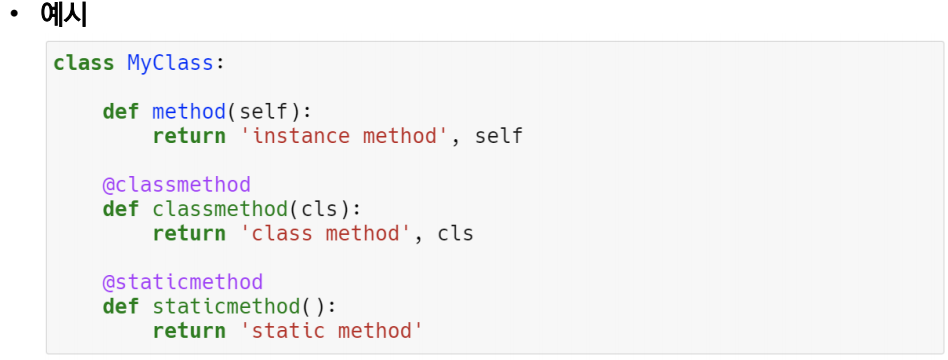 • 예시
class MyClass:
    def method(self):
        return 'instance method', self
    @classmethod
    def classmethod(cls):
        return 'class method', cls
    @staticmethod
    def staticmethod():
        return 'static method'